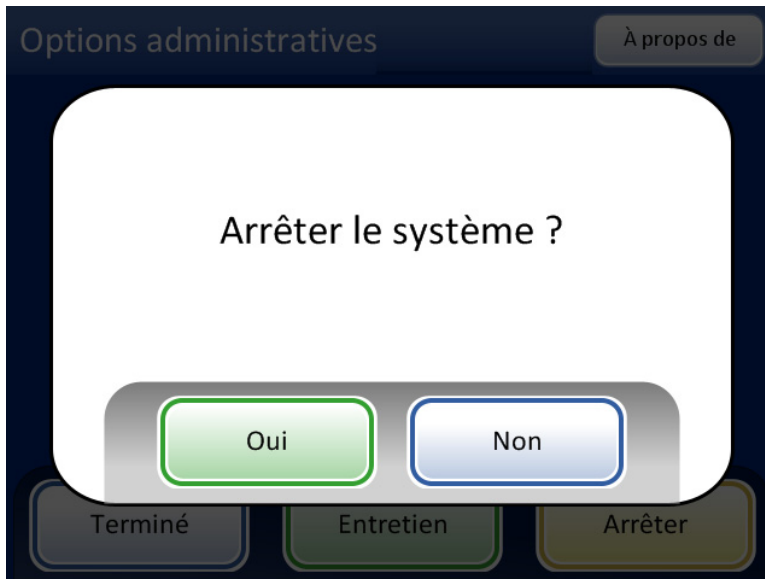 Options administratives
À propos de
Arrêter le système ?
Oui
Non
Terminé
Entretien
Arrêter